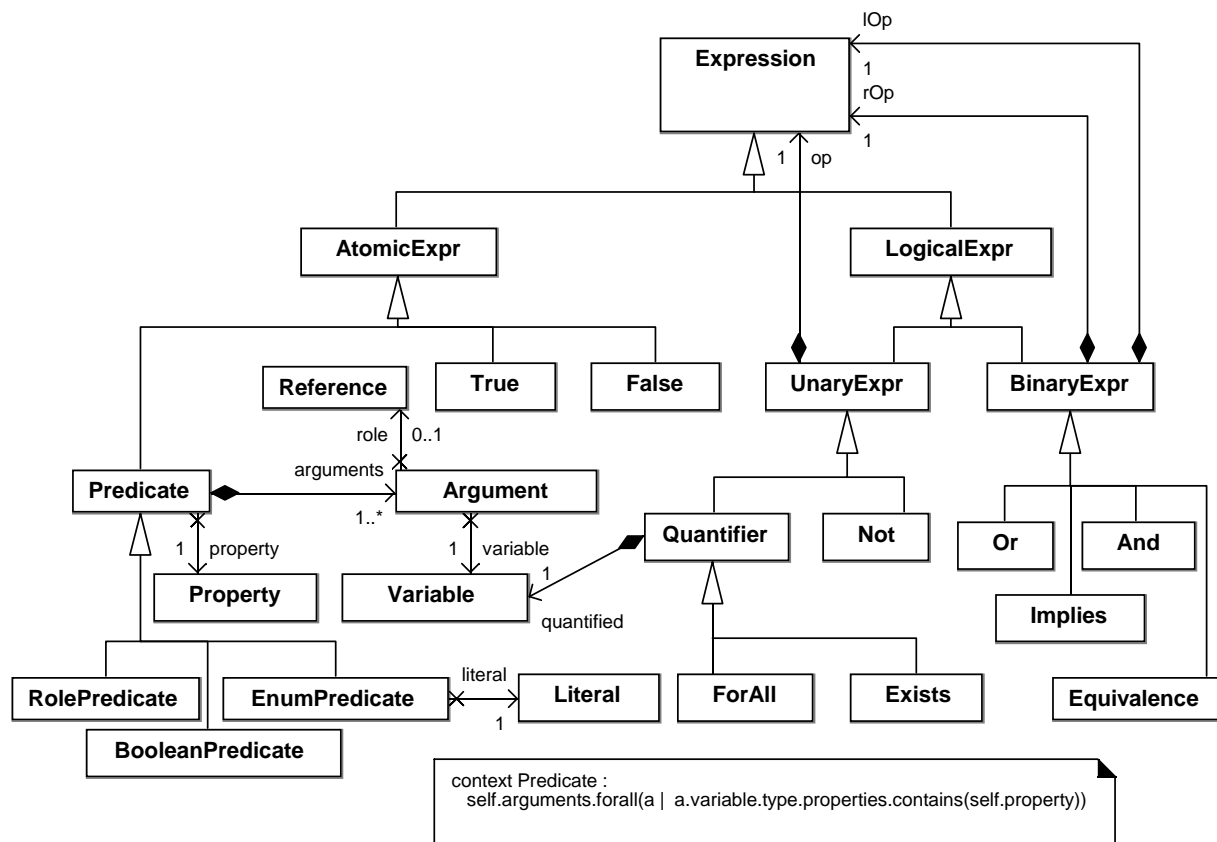 lOp
Expression
1
rOp
1
1 op
AtomicExpr
LogicalExpr
Reference
True
False
UnaryExpr
BinaryExpr
role 0..1
arguments
Predicate
Argument
1..*
Quantifier
Not
Or
And
1 property
1 variable
1
Property
Variable
quantified
Implies
literal
RolePredicate
EnumPredicate
Literal
ForAll
Exists
Equivalence
1
BooleanPredicate
context Predicate :
self.arguments.forall(a | a.variable.type.properties.contains(self.property))